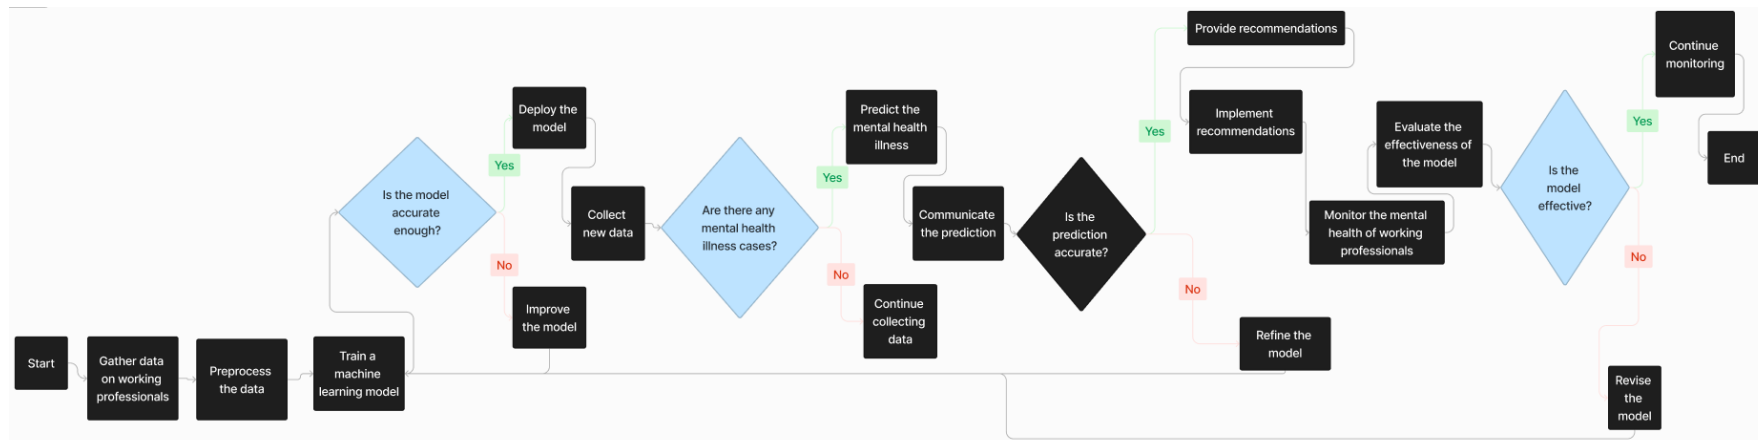 Start
Gather data
on working
professionals
Preprocess
the data
Train a
machine
learning model
Is the model
accurate
enough?
Yes
Deploy the
model
No
Improve
the model
Collect
new data
Are there any
mental health
illness cases?
Yes
Predict the
mental health
illness
No
Continue
collecting
data
Communicate
the prediction
Is the
prediction
accurate?
Yes
Provide recommendations
Implement
recommendations
No
Refine the
model
Monitor the mental
health of working
professionals
Evaluate the
effectiveness of
the model
Is the
model
effective?
Yes
Continue
monitoring
End
No
Revise
the
model